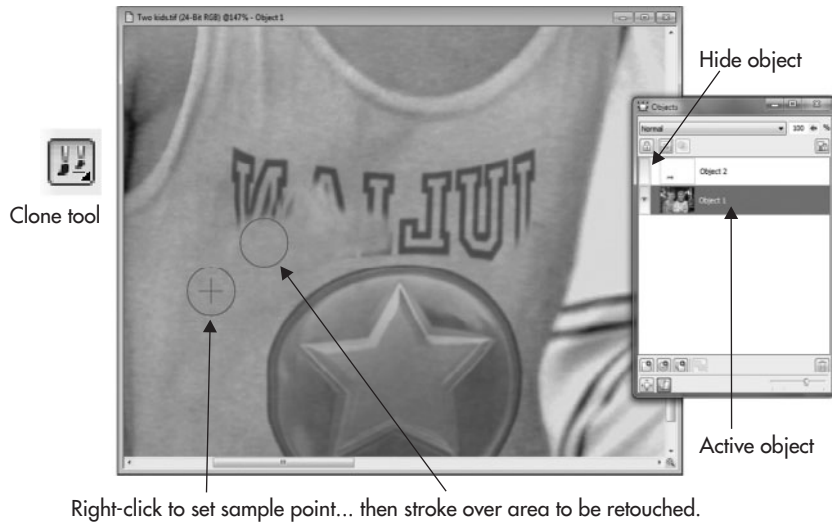 Two kids.tif (24-Bit RGB) @147% - Object 1
Hide object
Objects
Normal
100
%
Object 2
Object 1
Clone tool
JULIAN
Active object
Right-click to set sample point... then stroke over area to be retouched.